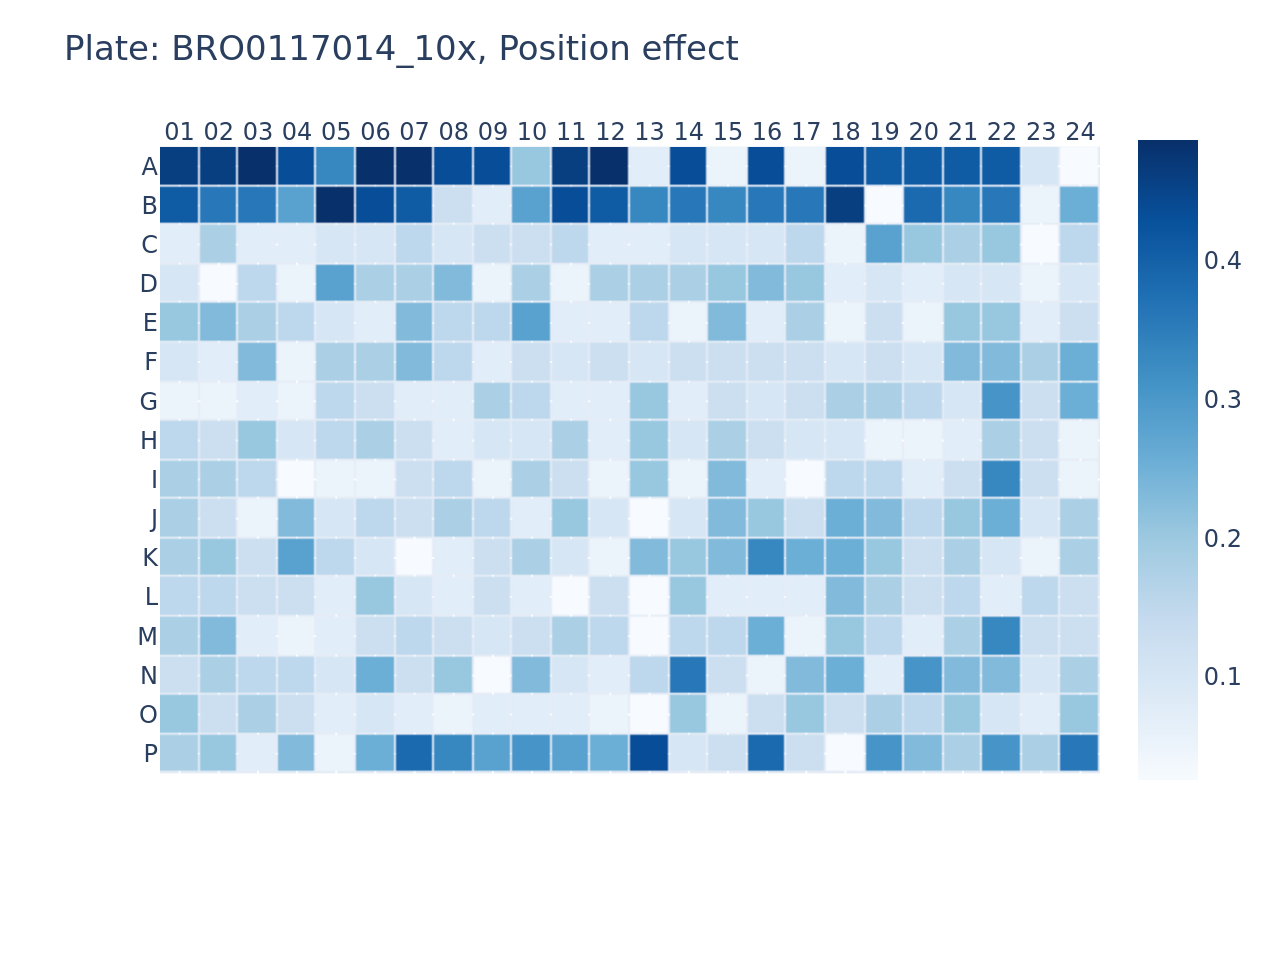 Plate: BRO0117014_10x, Position effect
01 02 03 04 05 06 07 08 09 10 11 12 13 14 15 16 17 18 19 20 21 22 23 24
A
B
C
D
E
F
G
H
I
J
K
L
M
N
O
P
0.4
0.3
0.2
0.1